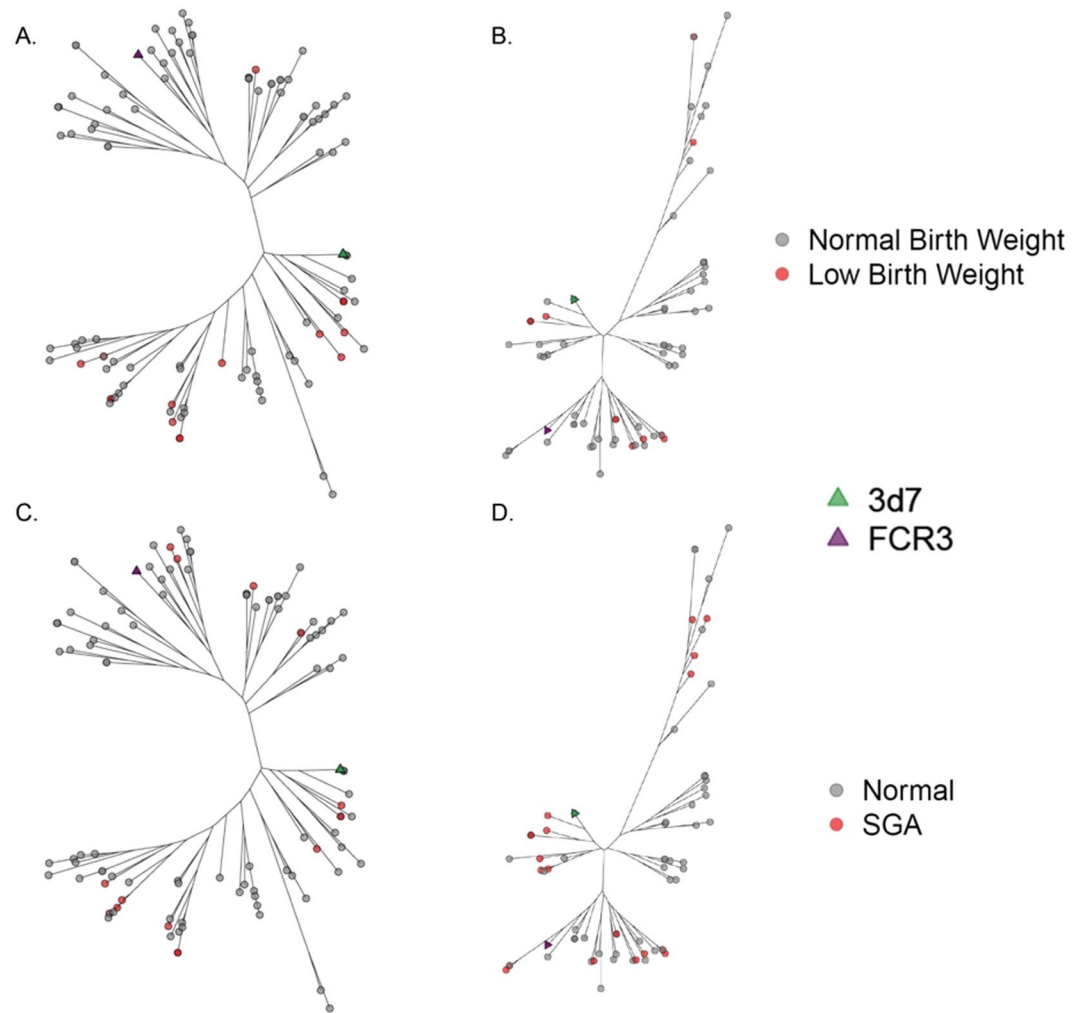 A.
B.
Normal Birth Weight
Low Birth Weight
3d7
FCR3
C.
D.
Normal
SGA